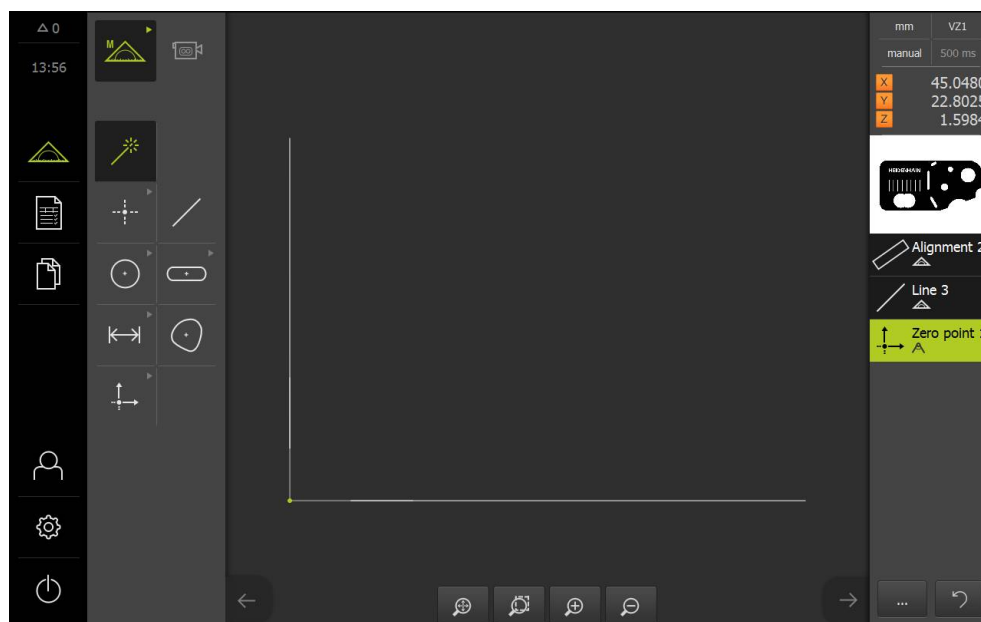 0
13:56
M
mm VZ1
manual 500 ms
X 45.0480
Y 22.8025
Z 1.5984
HEIDENHAIN
Alignment 2
Line 3
Zero point
...